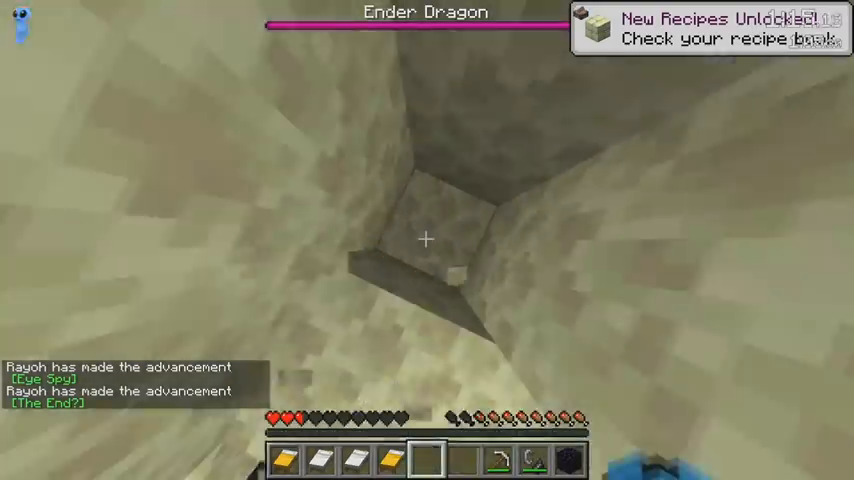 Ender Dragon
New Recipes Unlocked!
Check your recipe book
Rayoh has made the advancement
[Eye Spy]
Rayoh has made the advancement
[The End?]